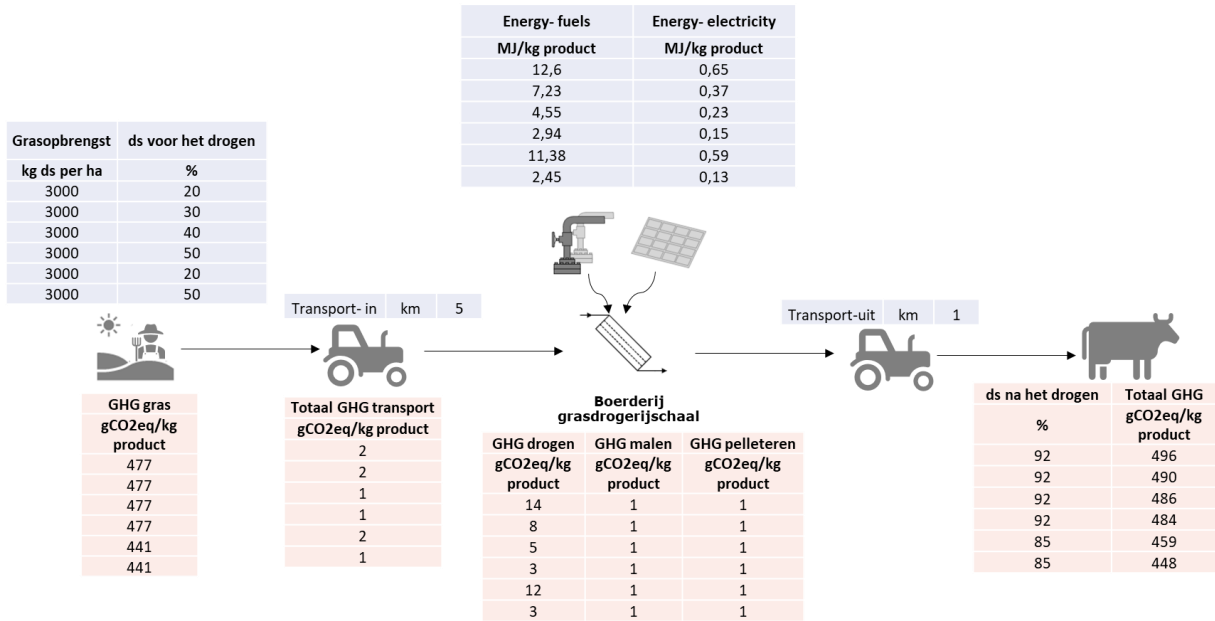 Energy- fuels Energy- electricity
MJ/kg product MJ/kg product
12,6 0,65
7,23 0,37
4,55 0,23
2,94 0,15
11,38 0,59
2,45 0,13
Grasopbrengst ds voor het drogen
kg ds per ha %
3000 20
3000 30
3000 40
3000 50
3000 20
3000 50
Transport- in km 5
Transport-uit km 1
GHG gras
gCO2eq/kg
product
477
477
477
477
441
441
Totaal GHG transport
gCO2eq/kg product
2
2
1
1
2
1
Boerderij
grasdrogerijschaal
GHG drogen GHG malen GHG pelleteren
gCO2eq/kg gCO2eq/kg gCO2eq/kg
product product product
14 1 1
8 1 1
5 1 1
3 1 1
12 1 1
3 1 1
ds na het drogen Totaal GHG
% gCO2eq/kg
product
92 496
92 490
92 486
92 484
85 459
85 448